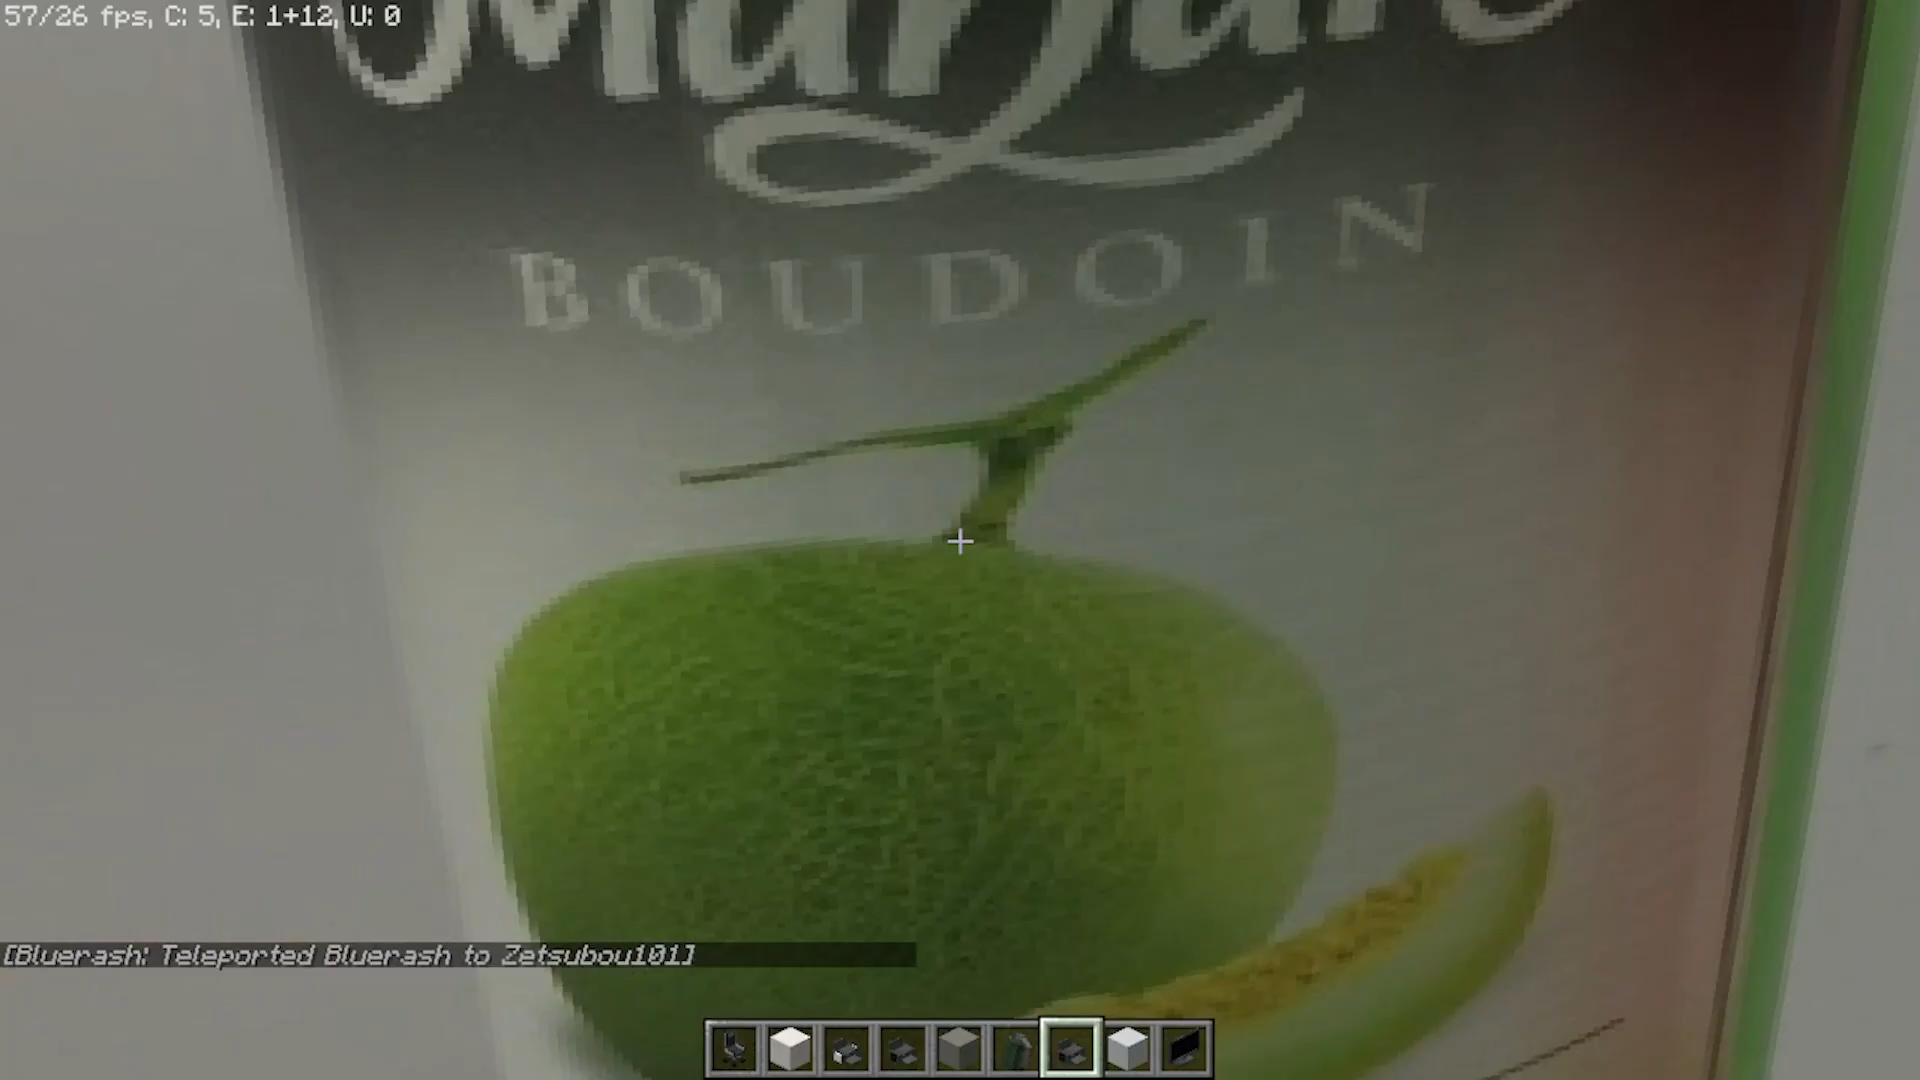 57/26 fps, C: 5, E: 1+12, U: 0
BOUDOIN
[Bluerash: Teleported Bluerash to Zetsubou101]